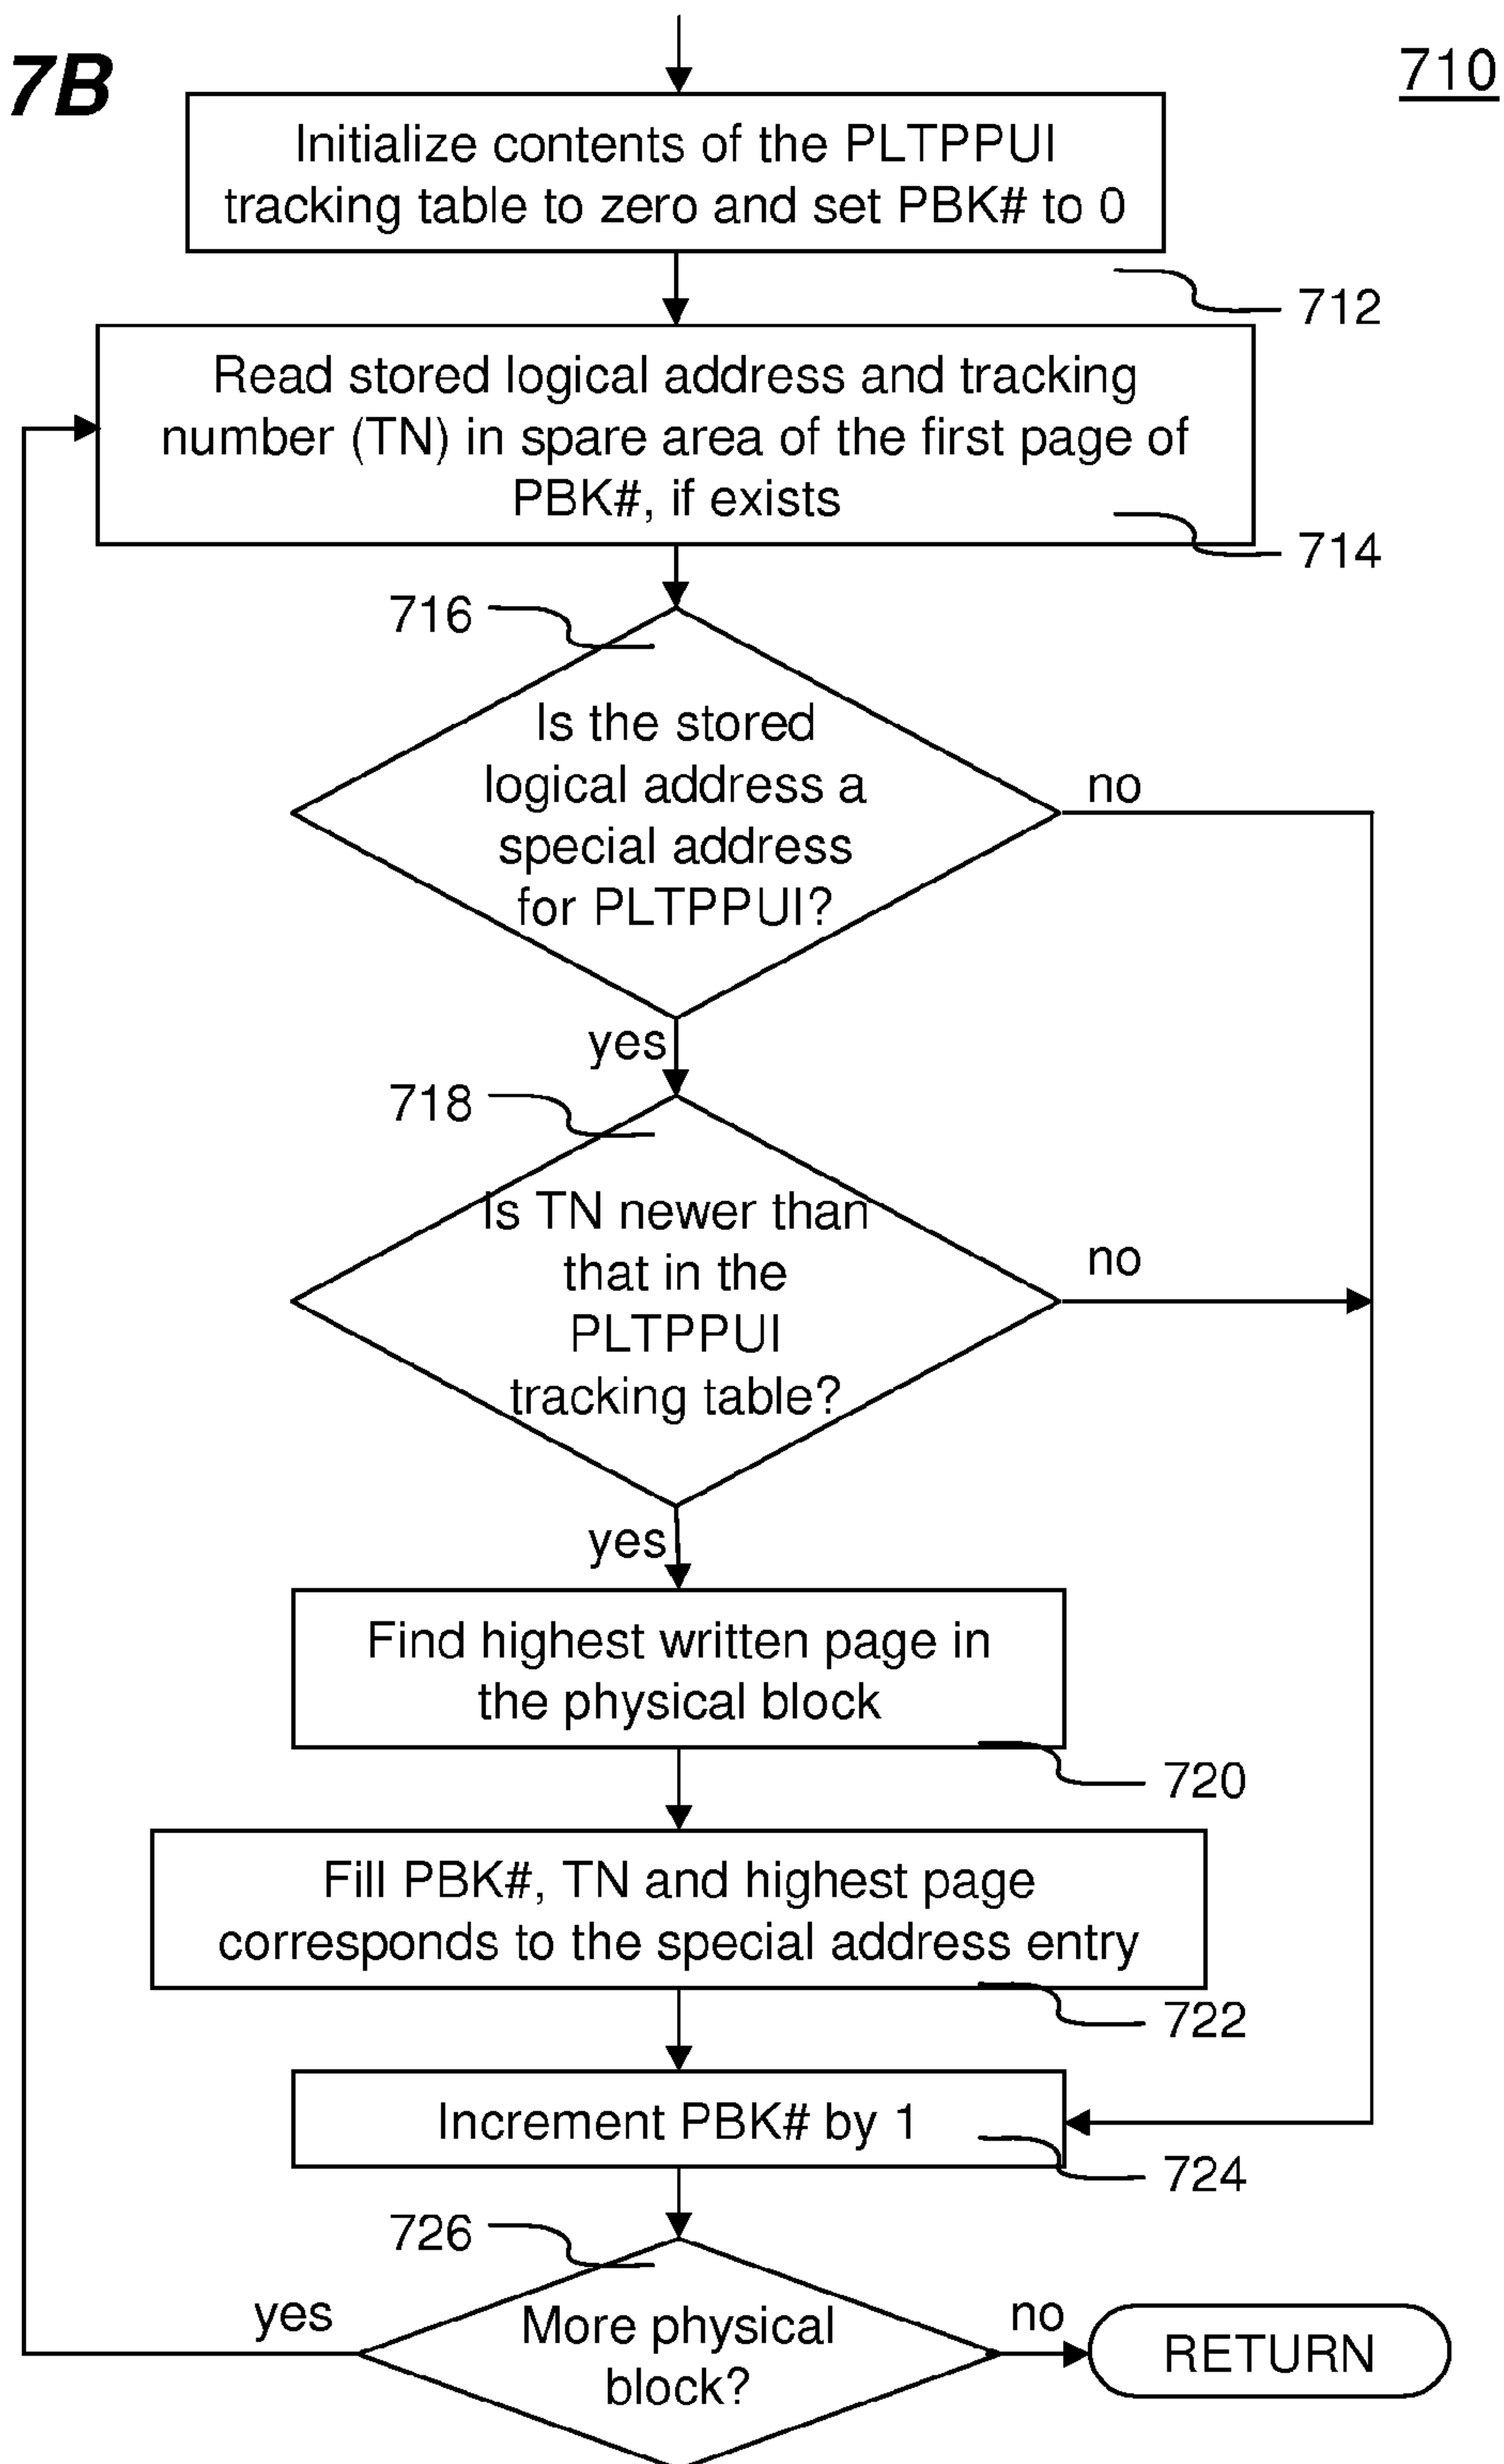 7B
710
Initialize contents of the PLTPPUI
tracking table to zero and set PBK# to 0
712
Read stored logical address and tracking
number (TN) in spare area of the first page of
PBK#, if exists
714
716
Is the stored
logical address a
special address
for PLTPPUI?
no
yes
718
Is TN newer than
that in the
PLTPPUI
tracking table?
no
yes
Find highest written page in
the physical block
720
Fill PBK#, TN and highest page
corresponds to the special address entry
722
Increment PBK# by 1
724
726
yes
More physical
block?
no
RETURN